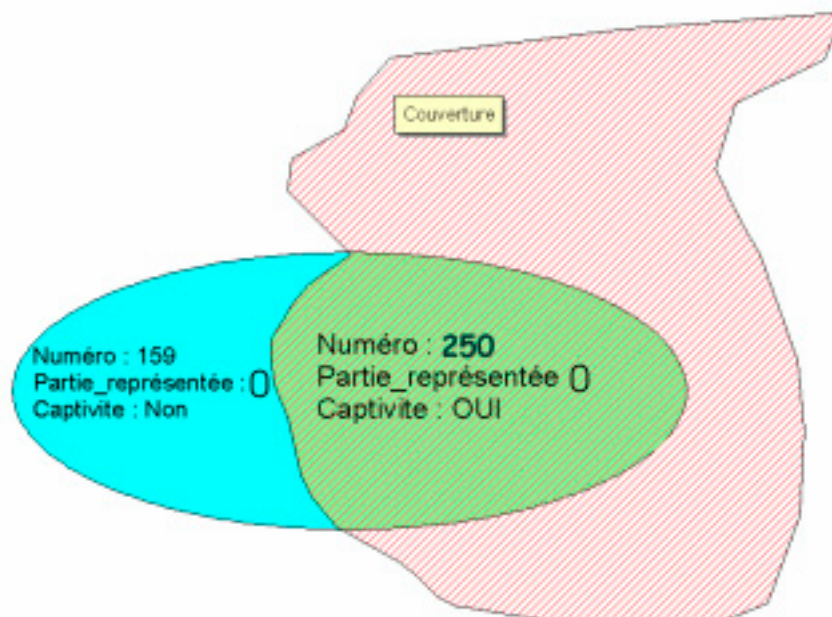 Couverture
Numéro : 159
Partie_représentée : 0
Captivite : Non
Numéro : 250
Partie_représentée 0
Captivite : OUI